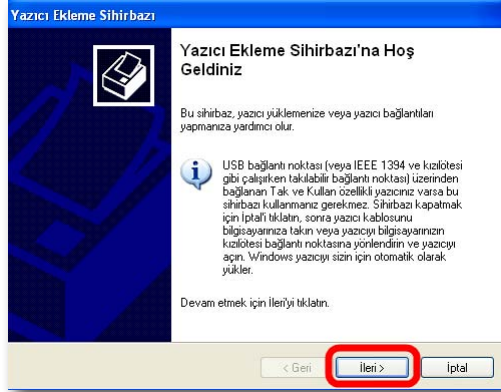 Yazıcı Ekleme Sihirbazı
Yazıcı Ekleme Sihirbazı'na Hoş
Geldiniz
Bu sihirbaz, yazıcı yüklemenize veya yazıcı bağlantıları
yapmanıza yardımcı olur.
USB bağlantı noktası (veya IEEE 1394 ve kızılötesi
gibi çalışırken takılabilir bağlantı noktası) üzerinden
bağlanan Tak ve Kullan özellikli yazıcınız varsa bu
sihirbazı kullanmanız gerekmez. Sihirbazı kapatmak
için İptal'i tıklatın, sonra yazıcı kablosunu
bilgisayarınıza takın veya yazıcıyı bilgisayarınızın
kızılötesi bağlantı noktasına yönlendirin ve yazıcıyı
açın. Windows yazıcıyı sizin için otomatik olarak
yükler.
Devam etmek için İleri'yi tıklatın.
< Geri
İleri >
İptal